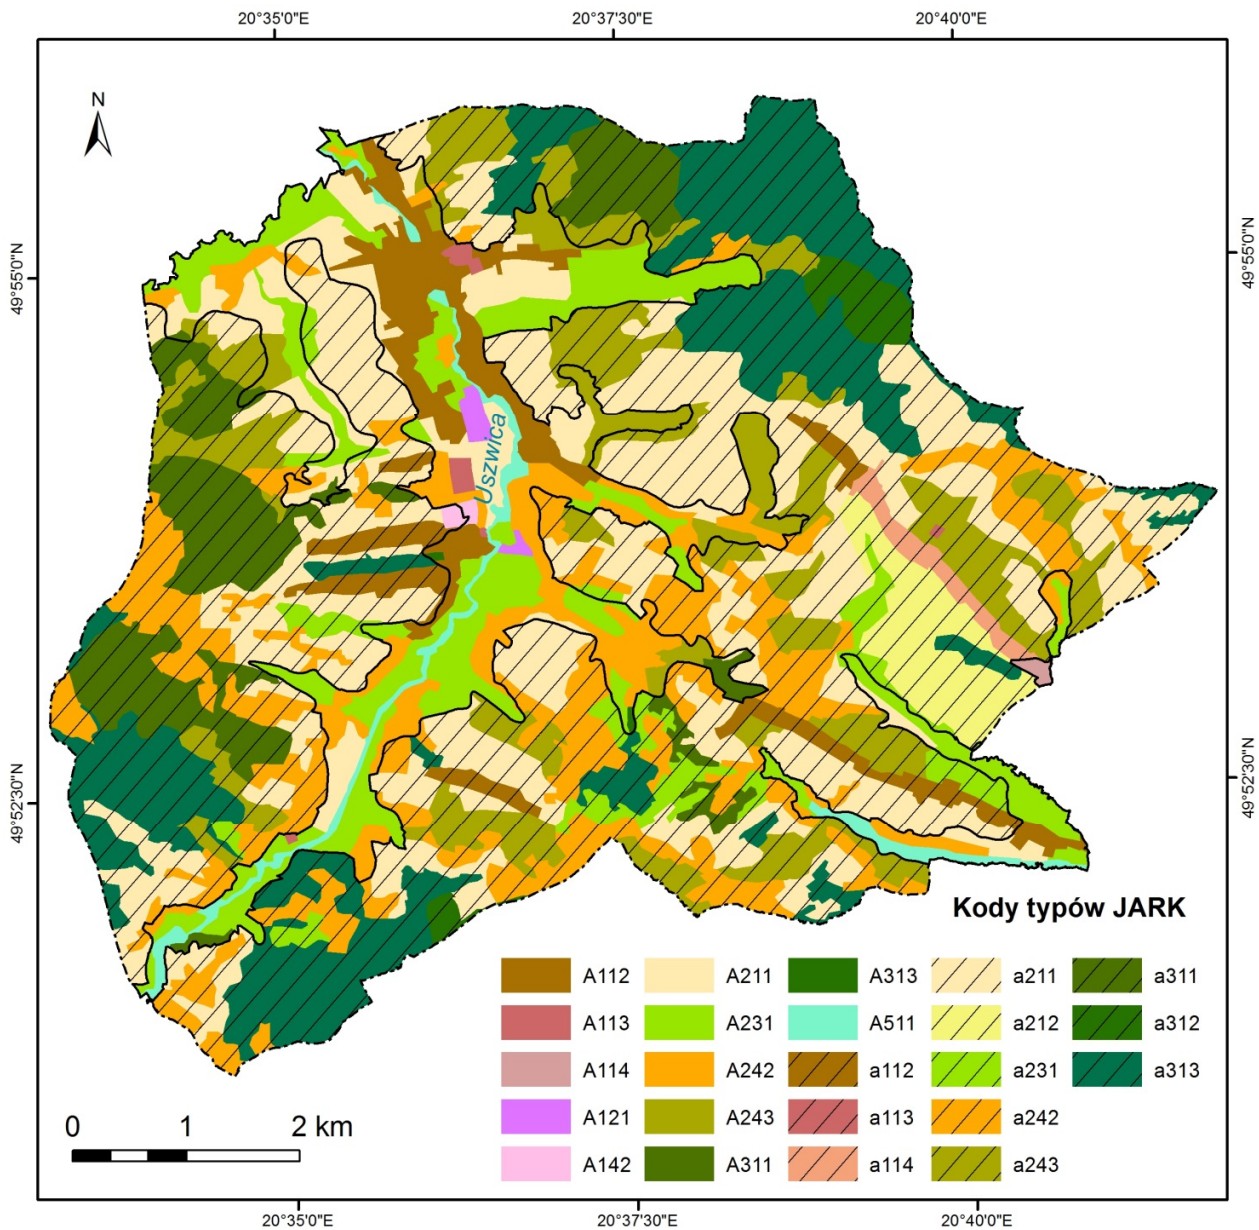 20°35'0"E 20°37'30"E 20°40'0"E
N
49°55'0"N 49°55'0"N
Uszwica
49°52'30"N 49°52'30"N
Kody typów JARK
A112 A211 A313 a211 a311
A113 A231 A511 a212 a312
A114 A242 a112 a231 a313
A121 A243 a113 a242
A142 A311 a114 a243
0 1 2 km
20°35'0"E 20°37'30"E 20°40'0"E